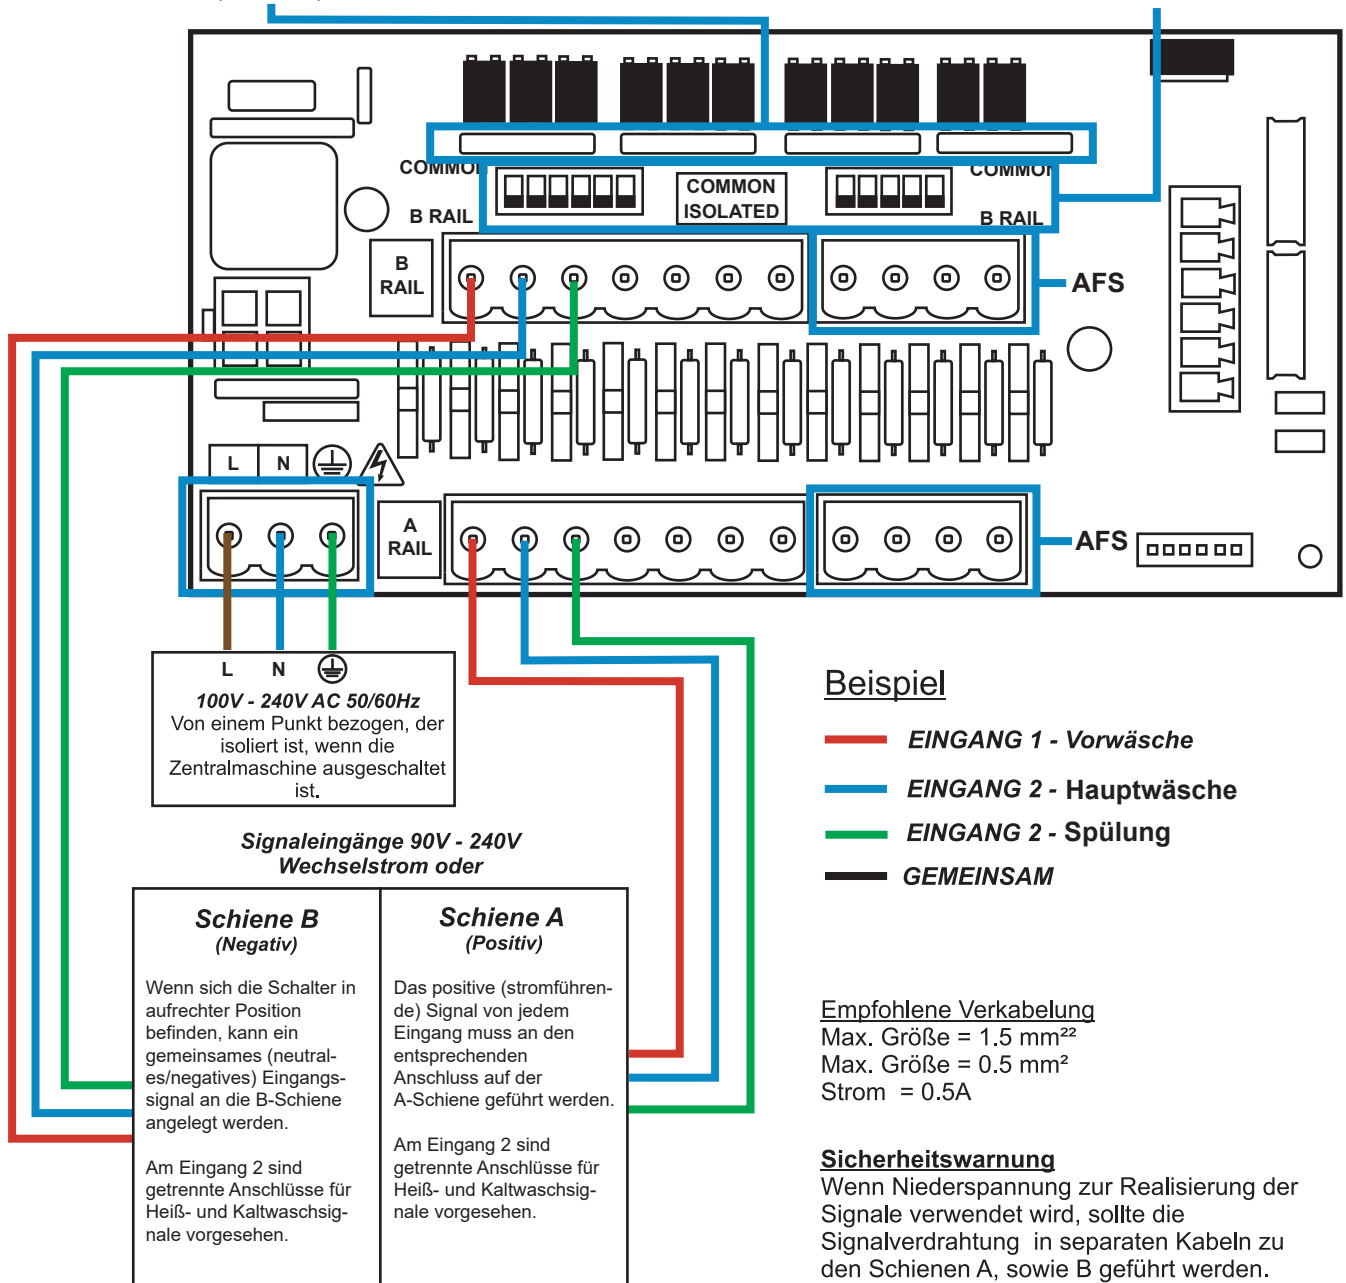 COMMON
COMMON
COMMON
ISOLATED
B RAIL
B RAIL
B
RAIL
AFS
L N
A
RAIL
AFS
L N
100V - 240V AC 50/60Hz
Von einem Punkt bezogen, der
isoliert ist, wenn die
Zentralmaschine ausgeschaltet
ist.
Beispiel
EINGANG 1 - Vorwäsche
EINGANG 2 - Hauptwäsche
EINGANG 2 - Spülung
GEMEINSAM
Signaleingänge 90V - 240V
Wechselstrom oder
Schiene B
(Negativ)
Wenn sich die Schalter in
aufrechter Position
befinden, kann ein
gemeinsames (neutral-
es/negatives) Eingangs-
signal an die B-Schiene
angelegt werden.
Am Eingang 2 sind
getrennte Anschlüsse für
Heiß- und Kaltwaschsig-
nale vorgesehen.
Schiene A
(Positiv)
Das positive (stromführen-
de) Signal von jedem
Eingang muss an den
entsprechenden
Anschluss auf der
A-Schiene geführt werden.
Am Eingang 2 sind
getrennte Anschlüsse für
Heiß- und Kaltwaschsig-
nale vorgesehen.
Empfohlene Verkabelung
Max. Größe = 1.5 mm²²
Max. Größe = 0.5 mm²
Strom = 0.5A
Sicherheitswarnung
Wenn Niederspannung zur Realisierung der
Signale verwendet wird, sollte die
Signalverdrahtung in separaten Kabeln zu
den Schienen A, sowie B geführt werden.